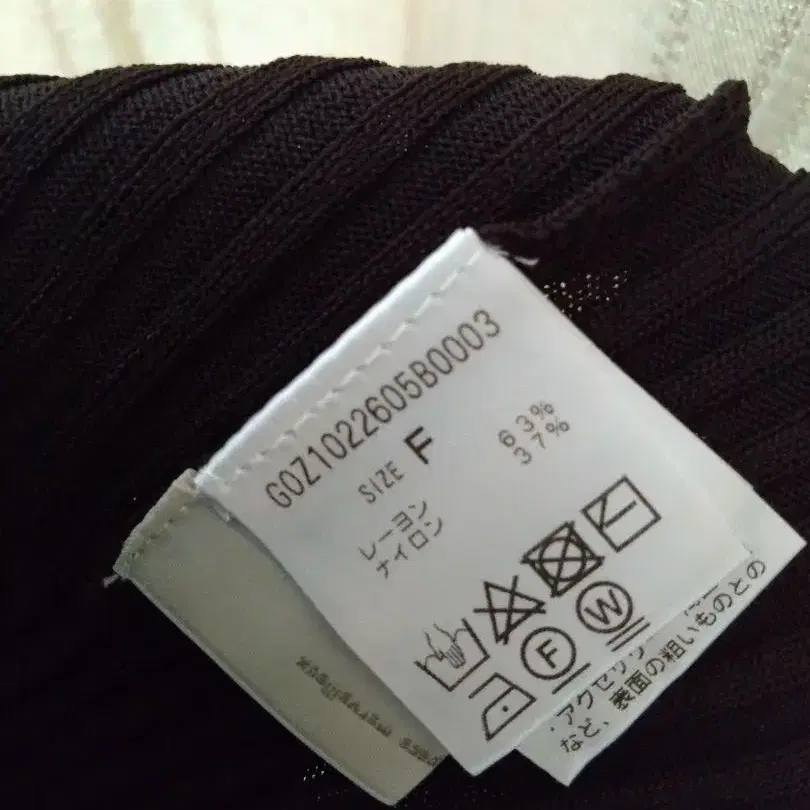 G0Z1022605B0003
SIZE F
レーヨン 63%
ナイロン 37%
F
W
・アクセサリ
など、表面の粗いものとの